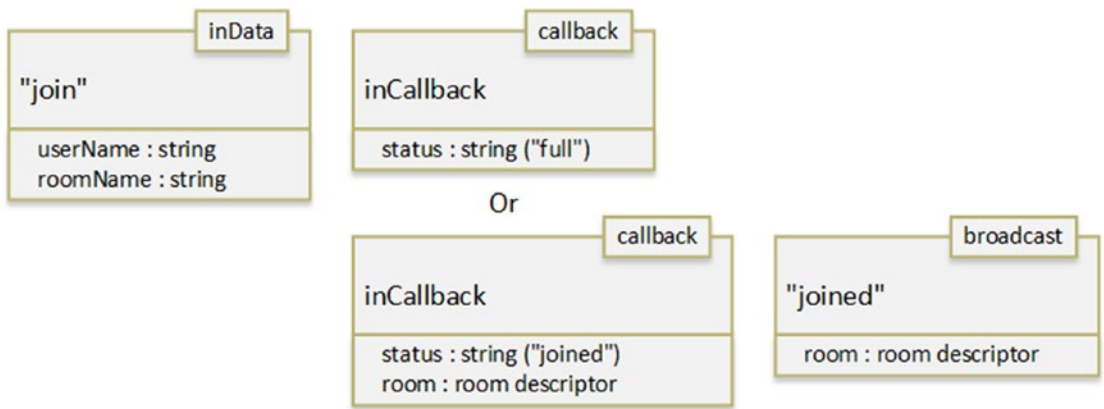 inData
"join"
userName : string
roomName : string
callback
inCallback
status : string ("full")
Or
callback
inCallback
status : string ("joined")
room : room descriptor
broadcast
"joined"
room : room descriptor